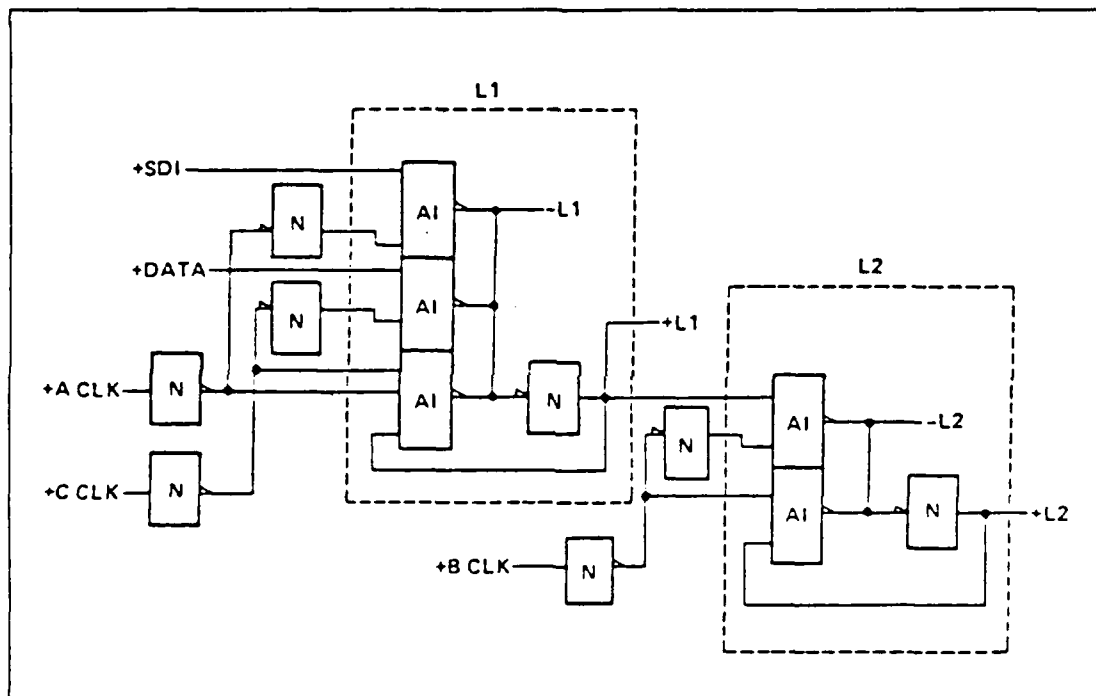 L1
+SDI
AI
N
-L1
+DATA
AI
N
L2
+L1
+A CLK
N
AI
N
AI
-L2
N
+C CLK
N
AI
N
+L2
+B CLK
N